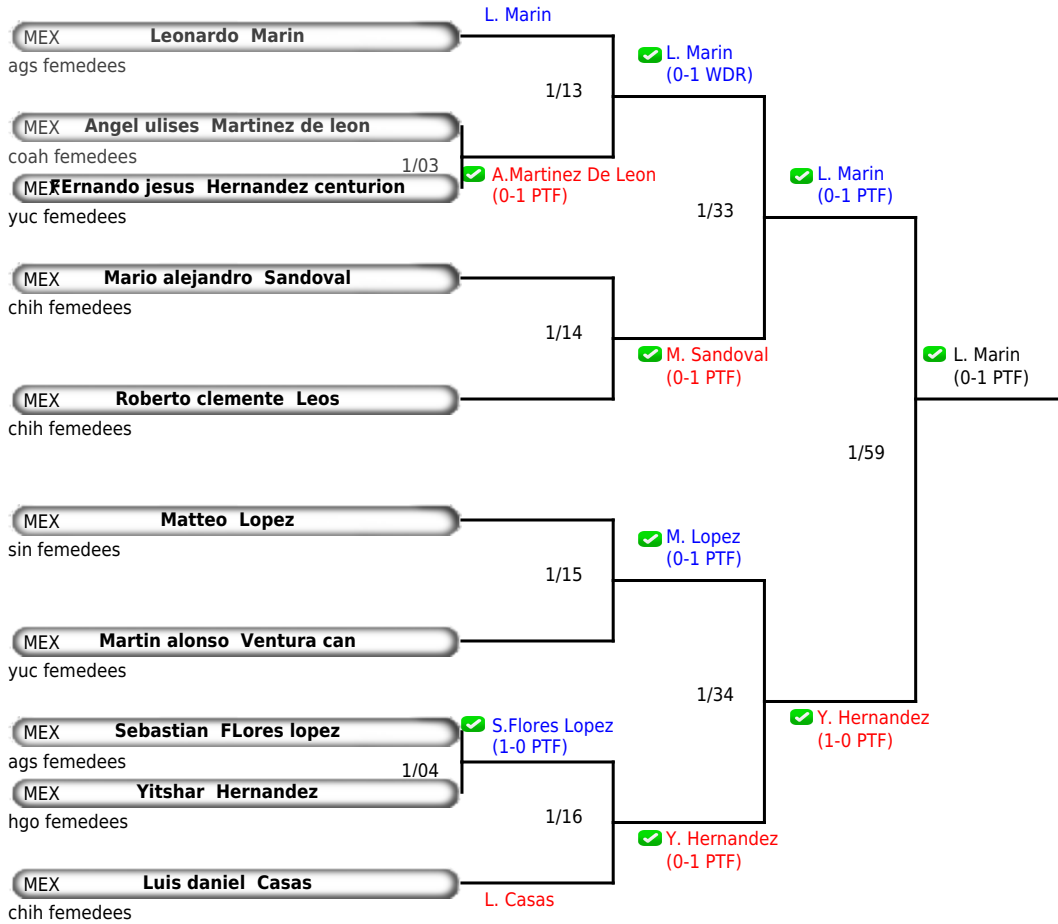 L. Marin
MEX Leonardo Marin
ags femedees
L. Marin
(0-1 WDR)
1/13
MEX Angel ulises Martinez de leon
coah femedees
1/03
MEX FErnando jesus Hernandez centurion
yuc femedees
A.Martinez De Leon
(0-1 PTF)
L. Marin
(0-1 PTF)
1/33
MEX Mario alejandro Sandoval
chih femedees
1/14
M. Sandoval
(0-1 PTF)
L. Marin
(0-1 PTF)
MEX Roberto clemente Leos
chih femedees
1/59
MEX Matteo Lopez
sin femedees
M. Lopez
(0-1 PTF)
1/15
MEX Martin alonso Ventura can
yuc femedees
1/34
MEX Sebastian FLores lopez
ags femedees
S.Flores Lopez
(1-0 PTF)
Y. Hernandez
(1-0 PTF)
1/04
MEX Yitshar Hernandez
hgo femedees
1/16
Y. Hernandez
(0-1 PTF)
MEX Luis daniel Casas
chih femedees
L. Casas